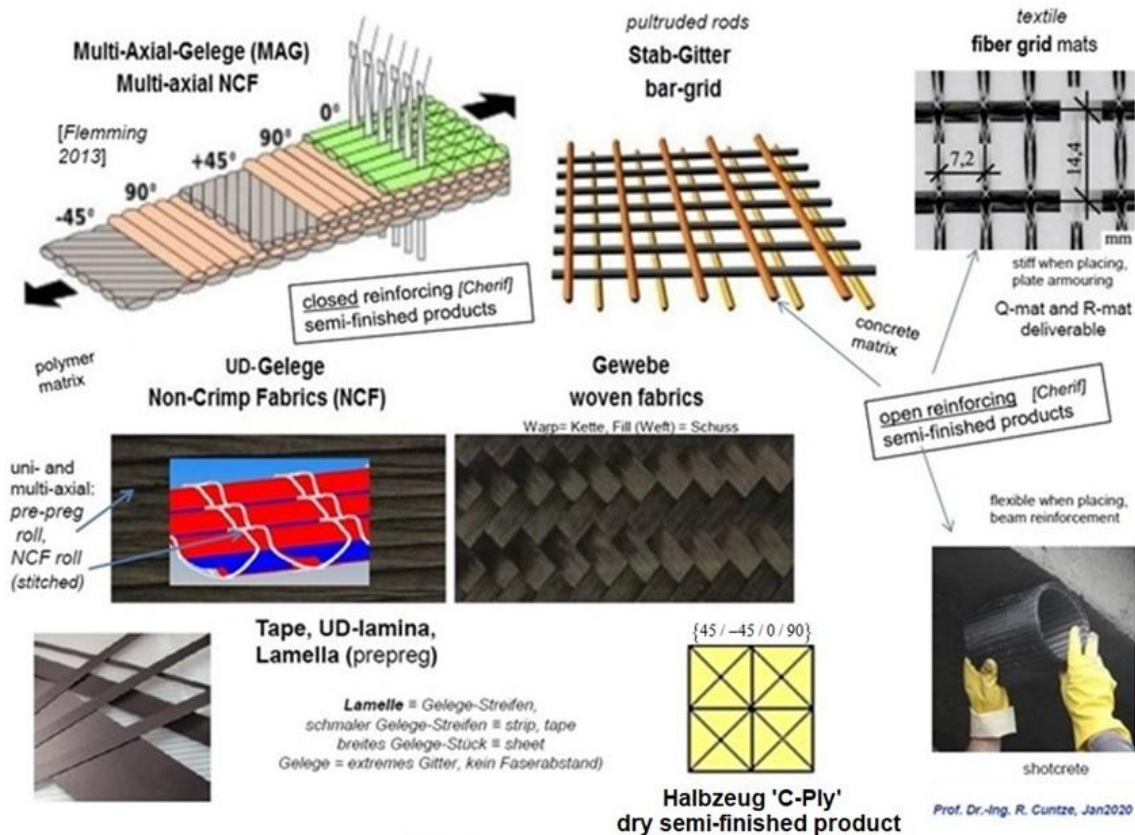 Multi-Axial-Gelege (MAG)
Multi-axial NCF
[Flemming
2013]
-45°
90°
+45°
90°
0°
closed reinforcing [Cherif]
semi-finished products
polymer
matrix
pultruded rods
Stab-Gitter
bar-grid
concrete
matrix
textile
fiber grid mats
7,2
14,4
mm
stiff when placing,
plate armouring
Q-mat and R-mat
deliverable
open reinforcing [Cherif]
semi-finished products
UD-Gelege
Non-Crimp Fabrics (NCF)
Gewebe
woven fabrics
Warp= Kette, Fill (Weft) = Schuss
uni- and
multi-axial:
pre-preg
roll,
NCF roll
(stitched)
flexible when placing,
beam reinforcement
Tape, UD-lamina,
Lamella (prepreg)
Lamelle ≡ Gelege-Streifen,
schmaler Gelege-Streifen ≡ strip, tape
breites Gelege-Stück ≡ sheet
Gelege = extremes Gitter, kein Faserabstand)
{45 / −45 / 0 / 90}
Halbzeug 'C-Ply'
dry semi-finished product
shotcrete
Prof. Dr.-Ing. R. Cuntze, Jan2020